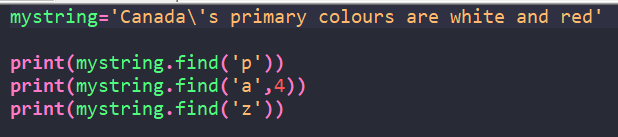 mystring='Canada\'s primary colours are white and red'
print(mystring.find('p'))
print(mystring.find('a',4))
print(mystring.find('z'))